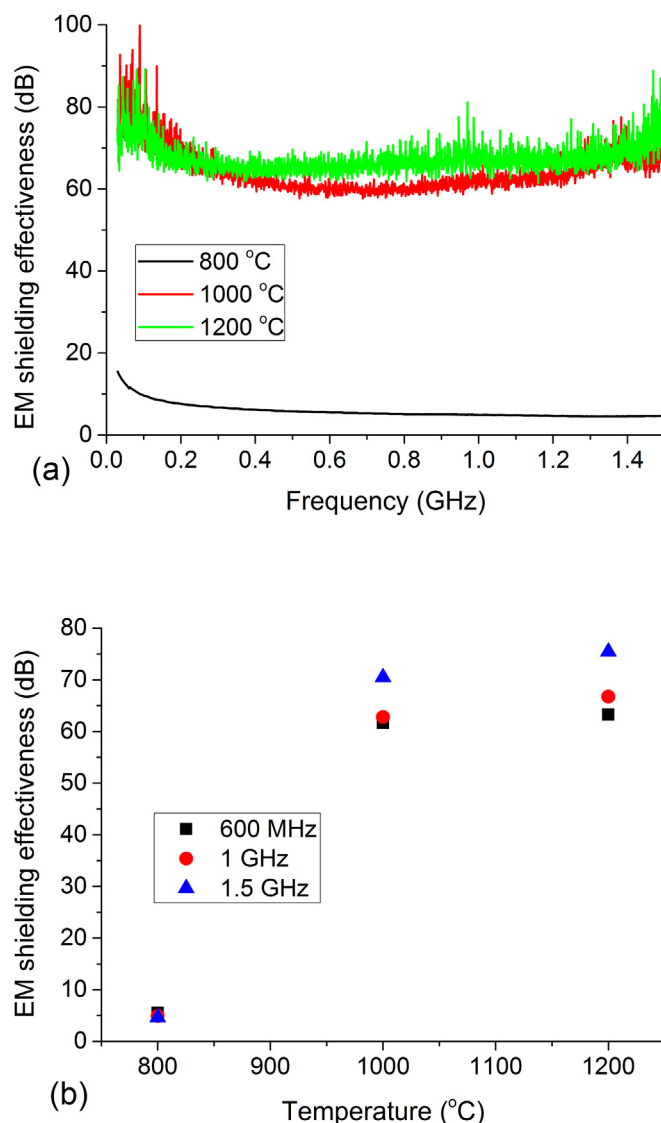 100
80
60
40
20
0
EM shielding effectiveness (dB)
800 °C
1000 °C
1200 °C
0.0 0.2 0.4 0.6 0.8 1.0 1.2 1.4
(a)
Frequency (GHz)
80
70
60
50
40
30
20
10
0
EM shielding effectiveness (dB)
600 MHz
1 GHz
1.5 GHz
800 900 1000 1100 1200
(b)
Temperature (°C)